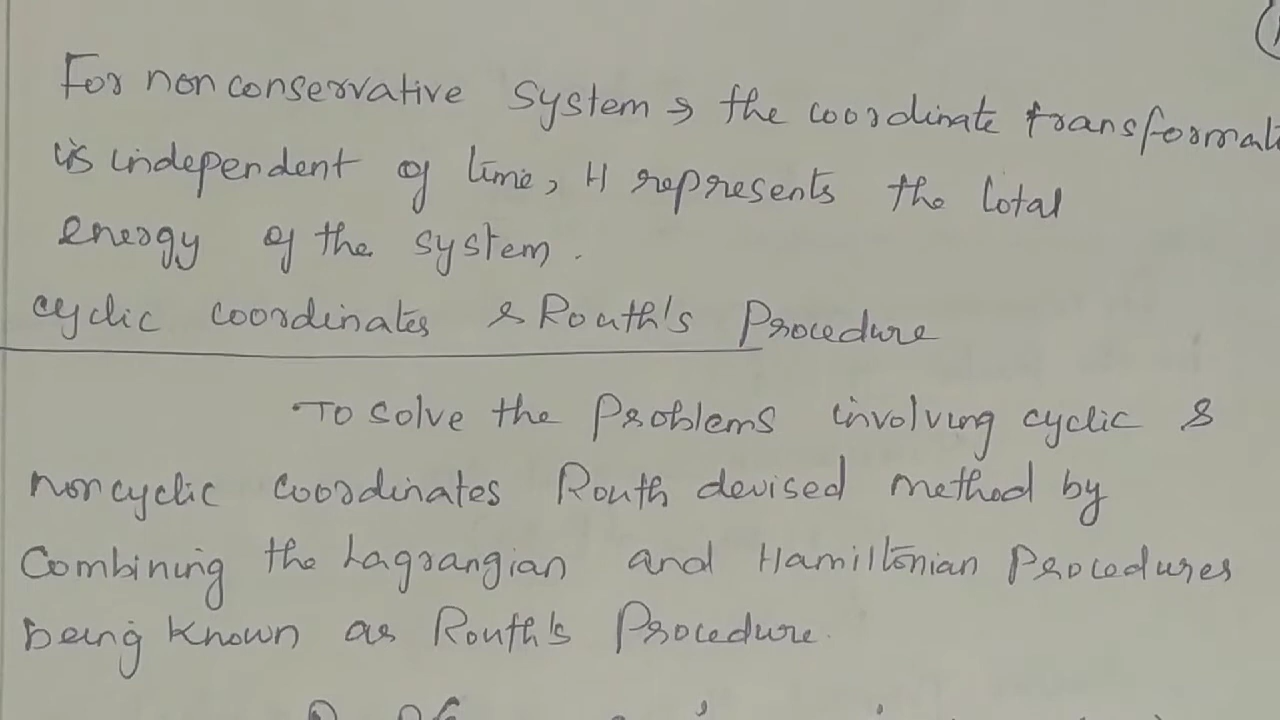 For non conservative system & the coordinate transformati
is independent of time, H represents the total
energy of the system.
cyclic coordinates & Routh's Procedure
To solve the Problems involving cyclic &
noncyclic coordinates Routh devised method by
Combining the Lagrangian and Hamiltonian Procedures
being known as Routh's Procedure.